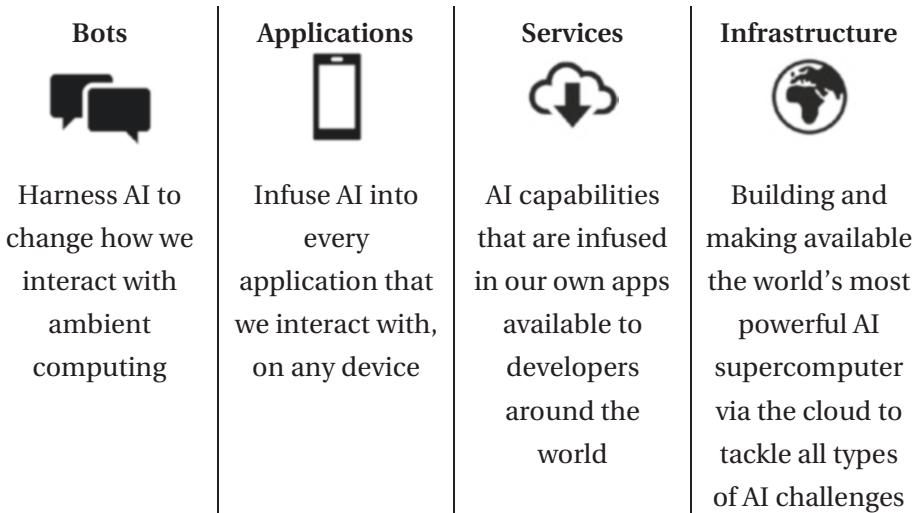 Bots
Harness AI to
change how we
interact with
ambient
computing
Applications
Infuse AI into
every
application that
we interact with,
on any device
Services
AI capabilities
that are infused
in our own apps
available to
developers
around the
world
Infrastructure
Building and
making available
the world’s most
powerful AI
supercomputer
via the cloud to
tackle all types
of AI challenges